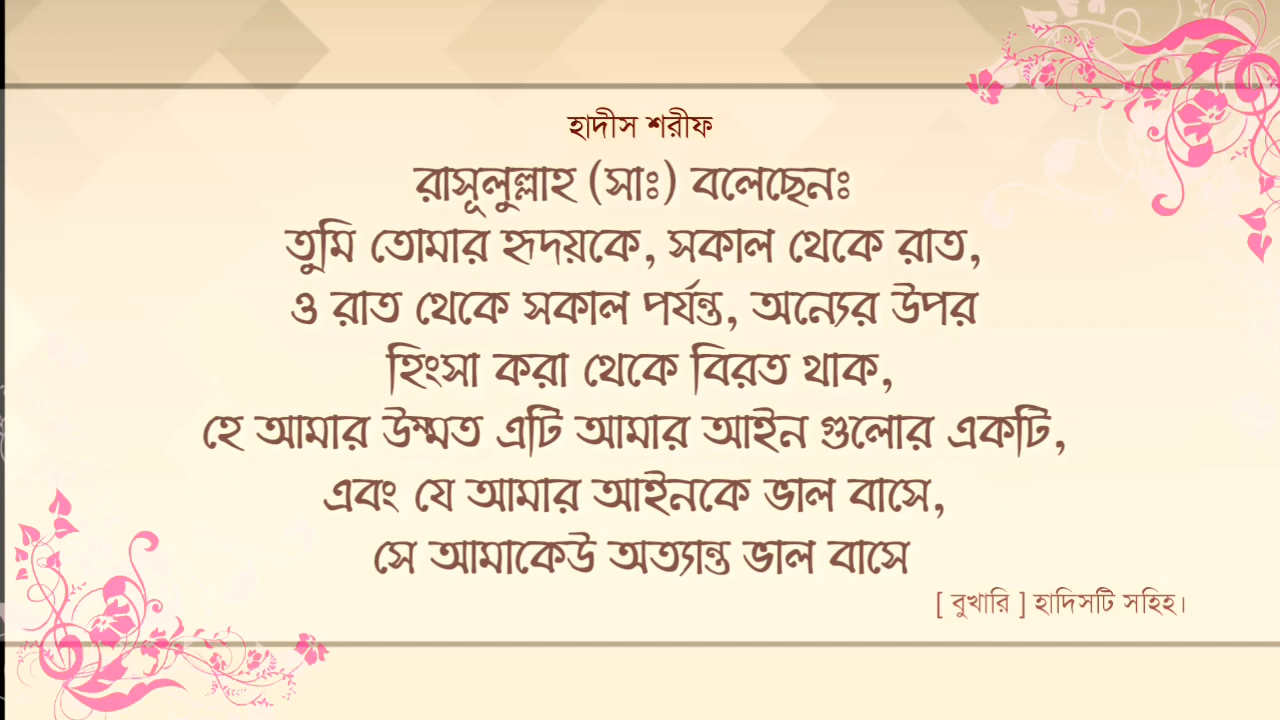 হাদীস শরীফ
রাসূলুল্লাহ (সাঃ) বলেছেনঃ
তুমি তোমার হৃদয়কে, সকাল থেকে রাত,
ও রাত থেকে সকাল পর্যন্ত, অন্যের উপর
হিংসা করা থেকে বিরত থাক,
হে আমার উম্মত এটি আমার আইন গুলোর একটি,
এবং যে আমার আইনকে ভাল বাসে,
সে আমাকেউ অত্যান্ত ভাল বাসে
[ বুখারি ] হাদিসটি সহিহ।